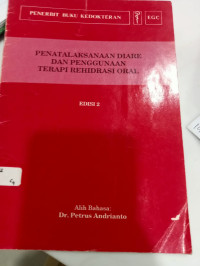 PENERBIT BUKU KEDOKTERAN
EGC
PENATALAKSANAAN DIARE
DAN PENGGUNAAN
TERAPI REHIDRASI ORAL
EDISI 2
Alih Bahasa:
Dr. Petrus Andrianto